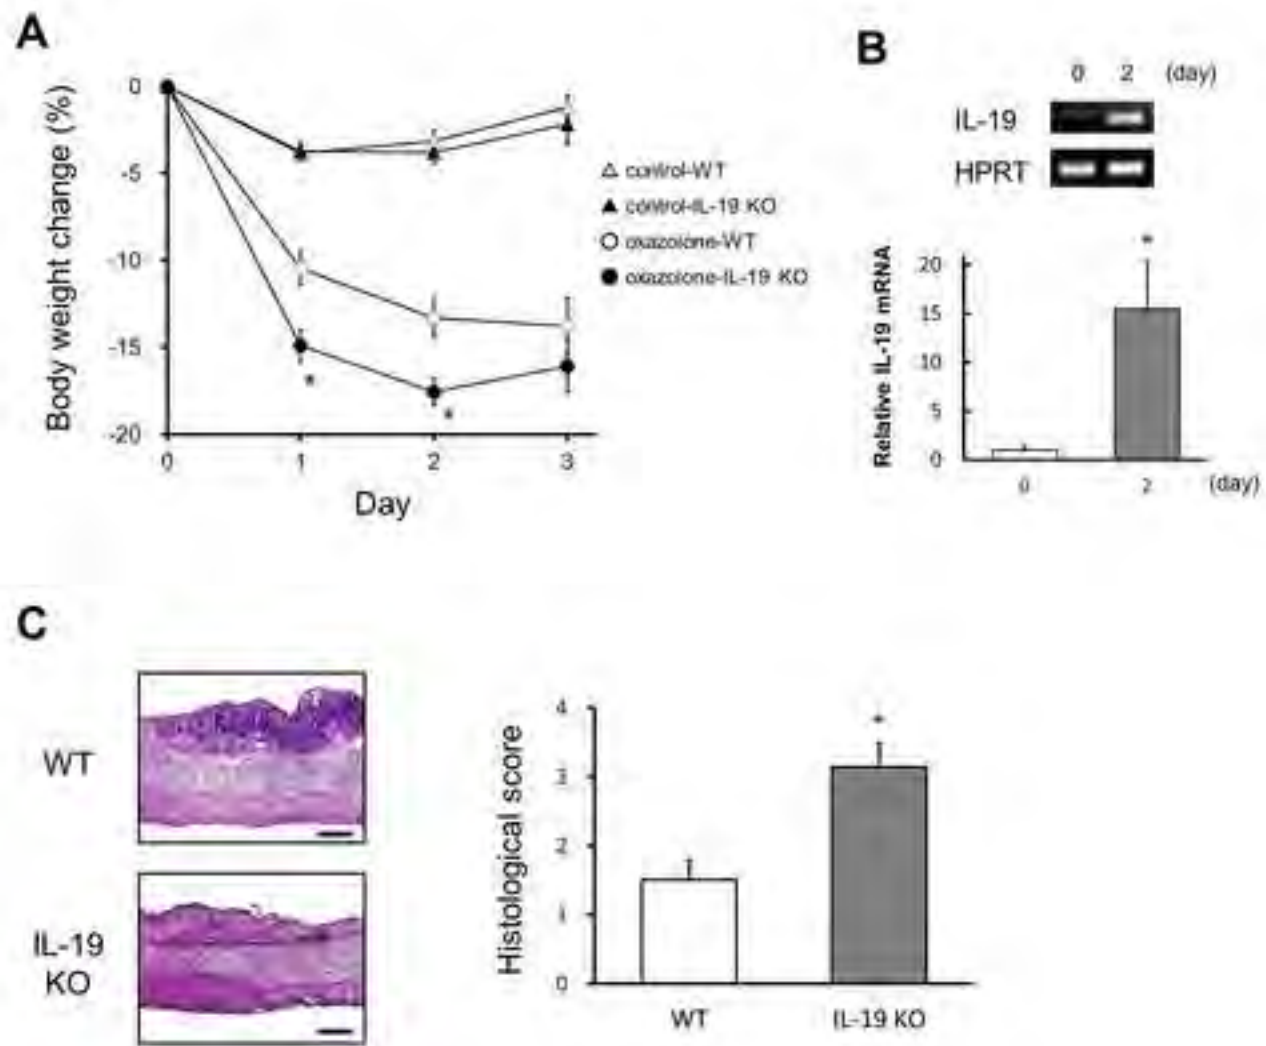 A
Body weight change (%)
0
-5
-10
-15
-20
0 1 2 3
Day
control-WT
control-IL-19 KO
oxazolone-WT
oxazolone-IL-19 KO
*
*
B
0 2 (day)
IL-19
HPRT
Relative IL-19 mRNA
20
15
10
5
0
*
0 2 (day)
C
WT
IL-19
KO
Histological score
4
3
2
1
0
*
WT IL-19 KO